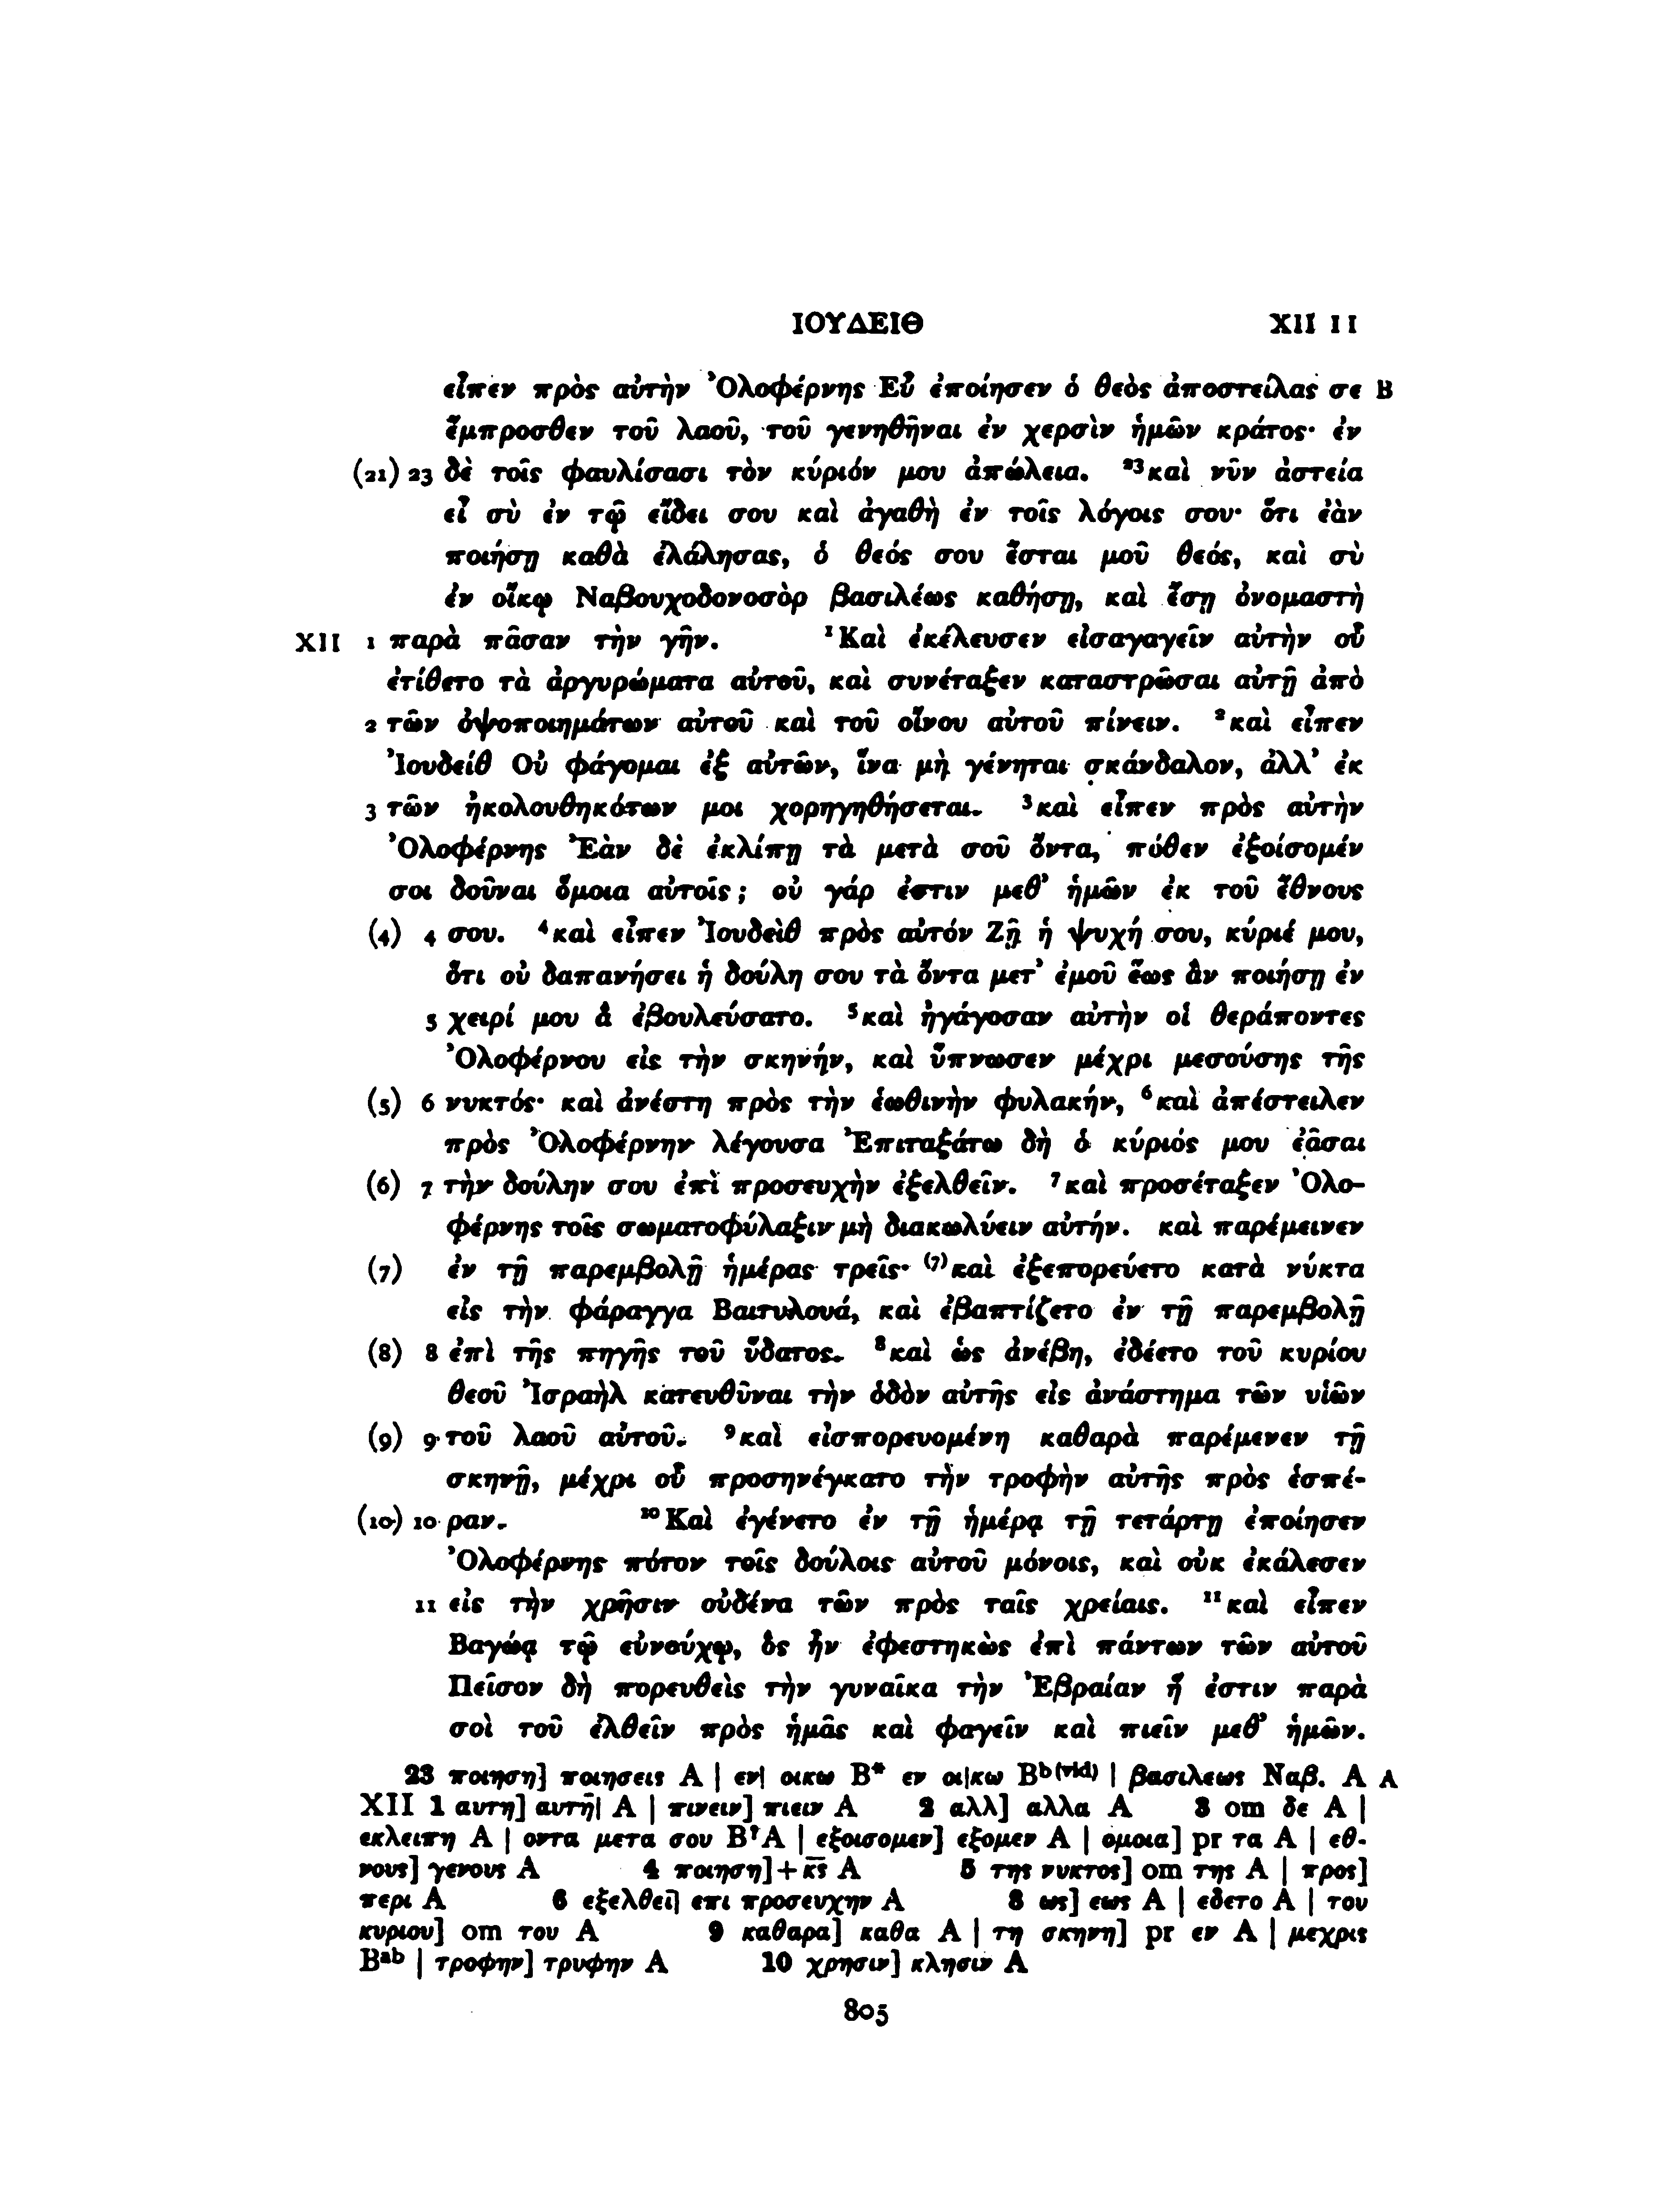 ΙΟΥΔΕΙΘ XII 11
εἶπεν πρὸς αὐτὴν Ὀλοφέρνης Εὖ ἐποίησεν ὁ θεὸς ἀποστείλας σε B
ἔμπροσθεν τοῦ λαοῦ, τοῦ γενηθῆναι ἐν χερσὶν ἡμῶν κράτος· ἐν
(21) 23 δὲ τοῖς φαυλίσασι τὸν κύριόν μου ἀπώλεια. ²³καὶ νῦν ἀστεία
εἶ σὺ ἐν τῷ εἴδει σου καὶ ἀγαθὴ ἐν τοῖς λόγοις σου· ὅτι ἐὰν
ποιήσῃ καθὰ ἐλάλησας, ὁ θεός σου ἔσται μοῦ θεός, καὶ σὺ
ἐν οἴκῳ Ναβουχοδονοσὸρ βασιλέως καθήσῃ, καὶ ἔσῃ ὀνομαστὴ
XII 1 παρὰ πᾶσαν τὴν γῆν. ¹Καὶ ἐκέλευσεν εἰσαγαγεῖν αὐτὴν οὗ
ἐτίθετο τὰ ἀργυρώματα αὐτοῦ, καὶ συνέταξεν καταστρῶσαι αὐτῇ ἀπὸ
2 τῶν ὀψοποιημάτων αὐτοῦ καὶ τοῦ οἴνου αὐτοῦ πίνειν. ²καὶ εἶπεν
Ἰουδείθ Οὐ φάγομαι ἐξ αὐτῶν, ἵνα μὴ γένηται σκάνδαλον, ἀλλ’ ἐκ
3 τῶν ἠκολουθηκότων μοι χορηγηθήσεται. ³καὶ εἶπεν πρὸς αὐτὴν
Ὀλοφέρνης Ἐὰν δὲ ἐκλίπῃ τὰ μετὰ σοῦ ὄντα, πόθεν ἐξοίσομέν
σοι δοῦναι ὅμοια αὐτοῖς; οὐ γάρ ἐστιν μεθ’ ἡμῶν ἐκ τοῦ ἔθνους
(4) 4 σου. ⁴καὶ εἶπεν Ἰουδεὶθ πρὸς αὐτόν Ζῇ ἡ ψυχή σου, κύριέ μου,
ὅτι οὐ δαπανήσει ἡ δούλη σου τὰ ὄντα μετ’ ἐμοῦ ἕως ἂν ποιήσῃ ἐν
5 χειρί μου ἃ ἐβουλεύσατο. ⁵καὶ ἠγάγοσαν αὐτὴν οἱ θεράποντες
Ὀλοφέρνου εἰς τὴν σκηνήν, καὶ ὕπνωσεν μέχρι μεσούσης τῆς
(5) 6 νυκτός· καὶ ἀνέστη πρὸς τὴν ἑωθινὴν φυλακήν, ⁶καὶ ἀπέστειλεν
πρὸς Ὀλοφέρνην λέγουσα Ἐπιταξάτω δὴ ὁ κύριός μου ἐᾶσαι
(6) 7 τὴν δούλην σου ἐπὶ προσευχὴν ἐξελθεῖν. ⁷καὶ προσέταξεν Ὀλο-
φέρνης τοῖς σωματοφύλαξιν μὴ διακωλύειν αὐτήν. καὶ παρέμεινεν
(7) ἐν τῇ παρεμβολῇ ἡμέρας τρεῖς· ⁽⁷⁾καὶ ἐξεπορεύετο κατὰ νύκτα
εἰς τὴν φάραγγα Βαιτυλουά, καὶ ἐβαπτίζετο ἐν τῇ παρεμβολῇ
(8) 8 ἐπὶ τῆς πηγῆς τοῦ ὕδατος. ⁸καὶ ὡς ἀνέβη, ἐδέετο τοῦ κυρίου
θεοῦ Ἰσραὴλ κατευθῦναι τὴν ὁδὸν αὐτῆς εἰς ἀνάστημα τῶν υἱῶν
(9) 9 τοῦ λαοῦ αὐτοῦ. ⁹καὶ εἰσπορευομένη καθαρὰ παρέμενεν τῇ
σκηνῇ, μέχρι οὗ προσηνέγκατο τὴν τροφὴν αὐτῆς πρὸς ἑσπέ-
(10) 10 ραν. ¹⁰Καὶ ἐγένετο ἐν τῇ ἡμέρᾳ τῇ τετάρτῃ ἐποίησεν
Ὀλοφέρνης πότον τοῖς δούλοις αὐτοῦ μόνοις, καὶ οὐκ ἐκάλεσεν
11 εἰς τὴν χρῆσιν οὐδένα τῶν πρὸς ταῖς χρείαις. ¹¹καὶ εἶπεν
Βαγώᾳ τῷ εὐνούχῳ, ὃς ἦν ἐφεστηκὼς ἐπὶ πάντων τῶν αὐτοῦ
Πεῖσον δὴ πορευθεὶς τὴν γυναῖκα τὴν Ἐβραίαν ἥ ἐστιν παρὰ
σοὶ τοῦ ἐλθεῖν πρὸς ἡμᾶς καὶ φαγεῖν καὶ πιεῖν μεθ’ ἡμῶν.
23 ποιηση] ποιησεις A | εν| οικω B* εν οι|κω Bb(vid) | βασιλεως Ναβ. A A
XII 1 αυτη] αυτη̄| A | πινειν] πιειν A 2 αλλ] αλλα A 3 om δε A |
εκλειπη A | οντα μετα σου B?A | εξοισομεν] εξομεν A | ομοια] pr τα A | εθ-
νους] γενους A 4 ποιηση]+κ̅ς̅ A 5 της νυκτος] om της A | προς]
περι A 6 εξελθεῖ] επι προσευχην A 8 ως] εως A | εδετο A | του
κυριου] om του A 9 καθαρα] καθα A | τη σκηνη] pr εν A | μεχρις
Bab | τροφην] τρυφην A 10 χρησιν] κλησιν A
805